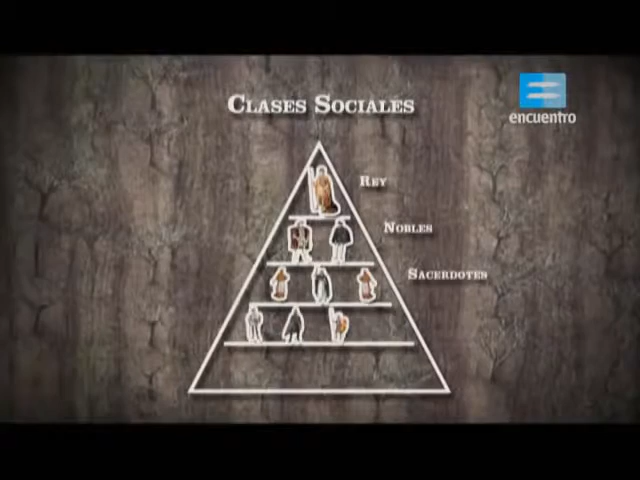 Clases Sociales
encuentro
Rey
Nobles
Sacerdotes